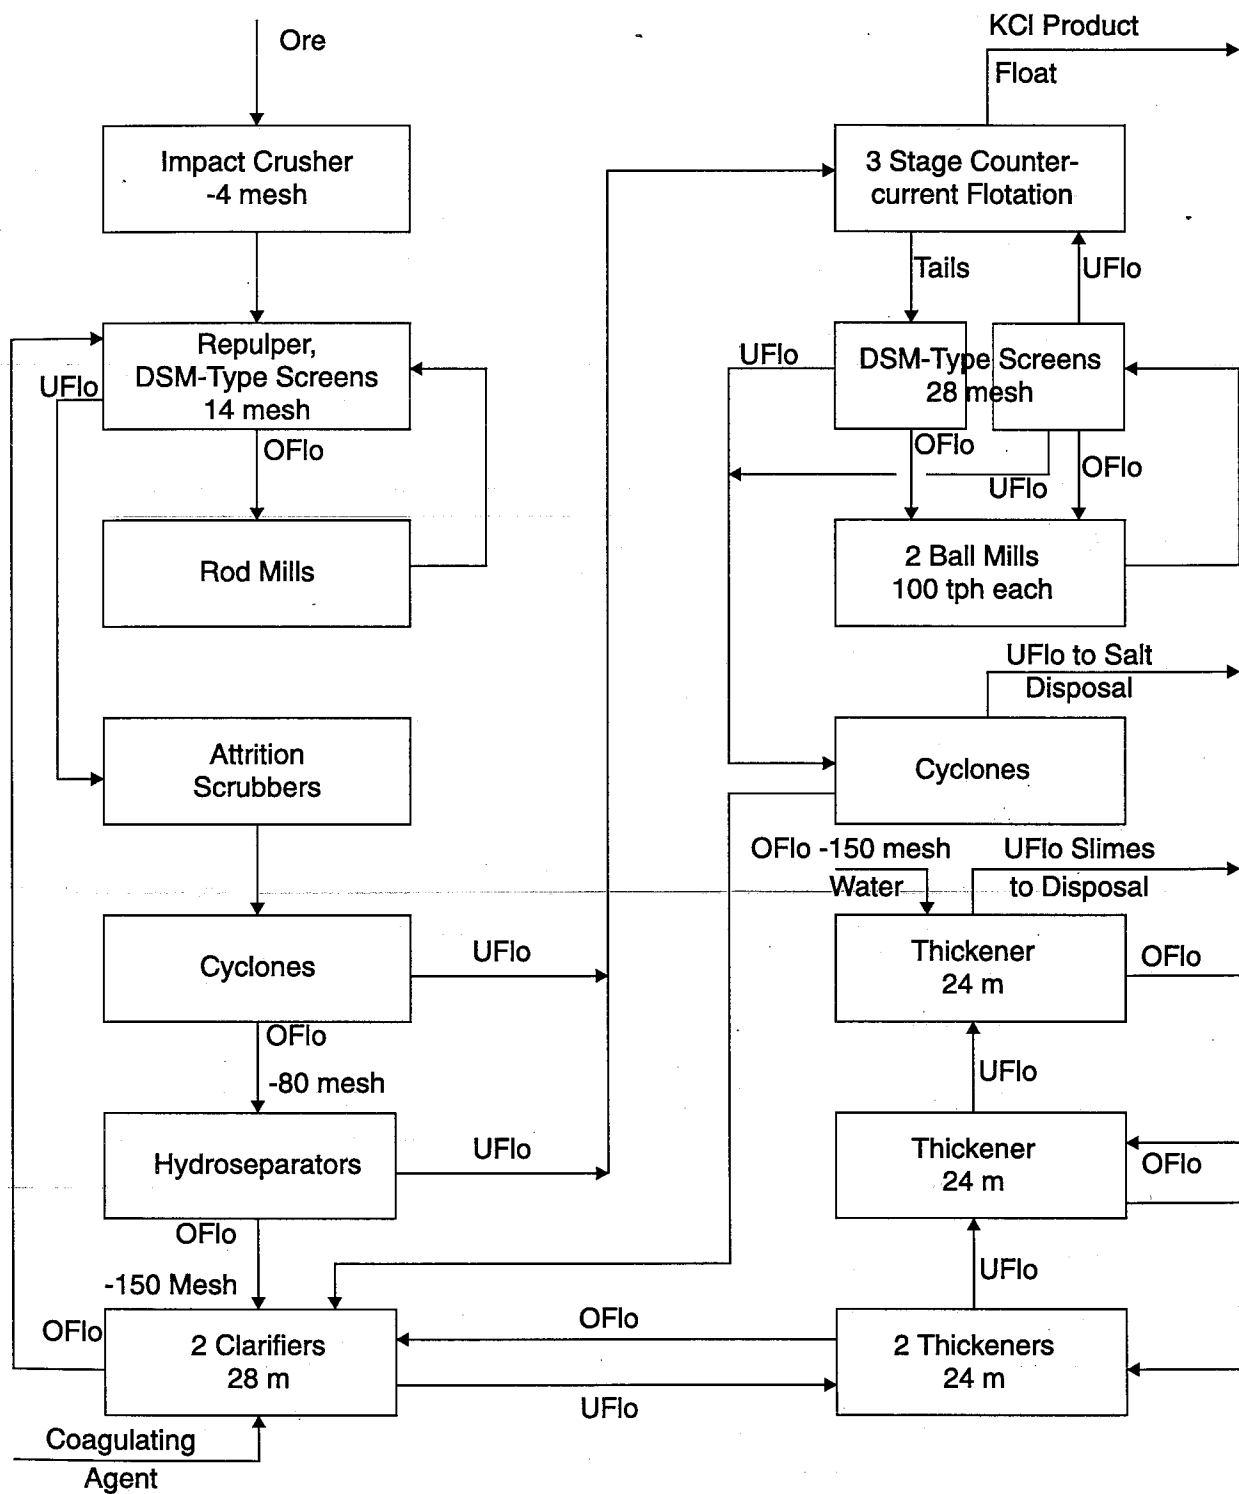 Ore
Impact Crusher
-4 mesh
Repulper,
DSM-Type Screens
14 mesh
UFlo
OFlo
Rod Mills
Attrition
Scrubbers
Cyclones
UFlo
OFlo
-80 mesh
Hydroseparators
UFlo
OFlo
-150 Mesh
OFlo
2 Clarifiers
28 m
Coagulating
Agent
OFlo
UFlo
KCl Product
Float
3 Stage Counter-
current Flotation
Tails
UFlo
UFlo
DSM-Type Screens
28 mesh
OFlo
UFlo
OFlo
2 Ball Mills
100 tph each
UFlo to Salt
Disposal
Cyclones
OFlo -150 mesh
Water
UFlo Slimes
to Disposal
Thickener
24 m
OFlo
UFlo
Thickener
24 m
OFlo
UFlo
2 Thickeners
24 m